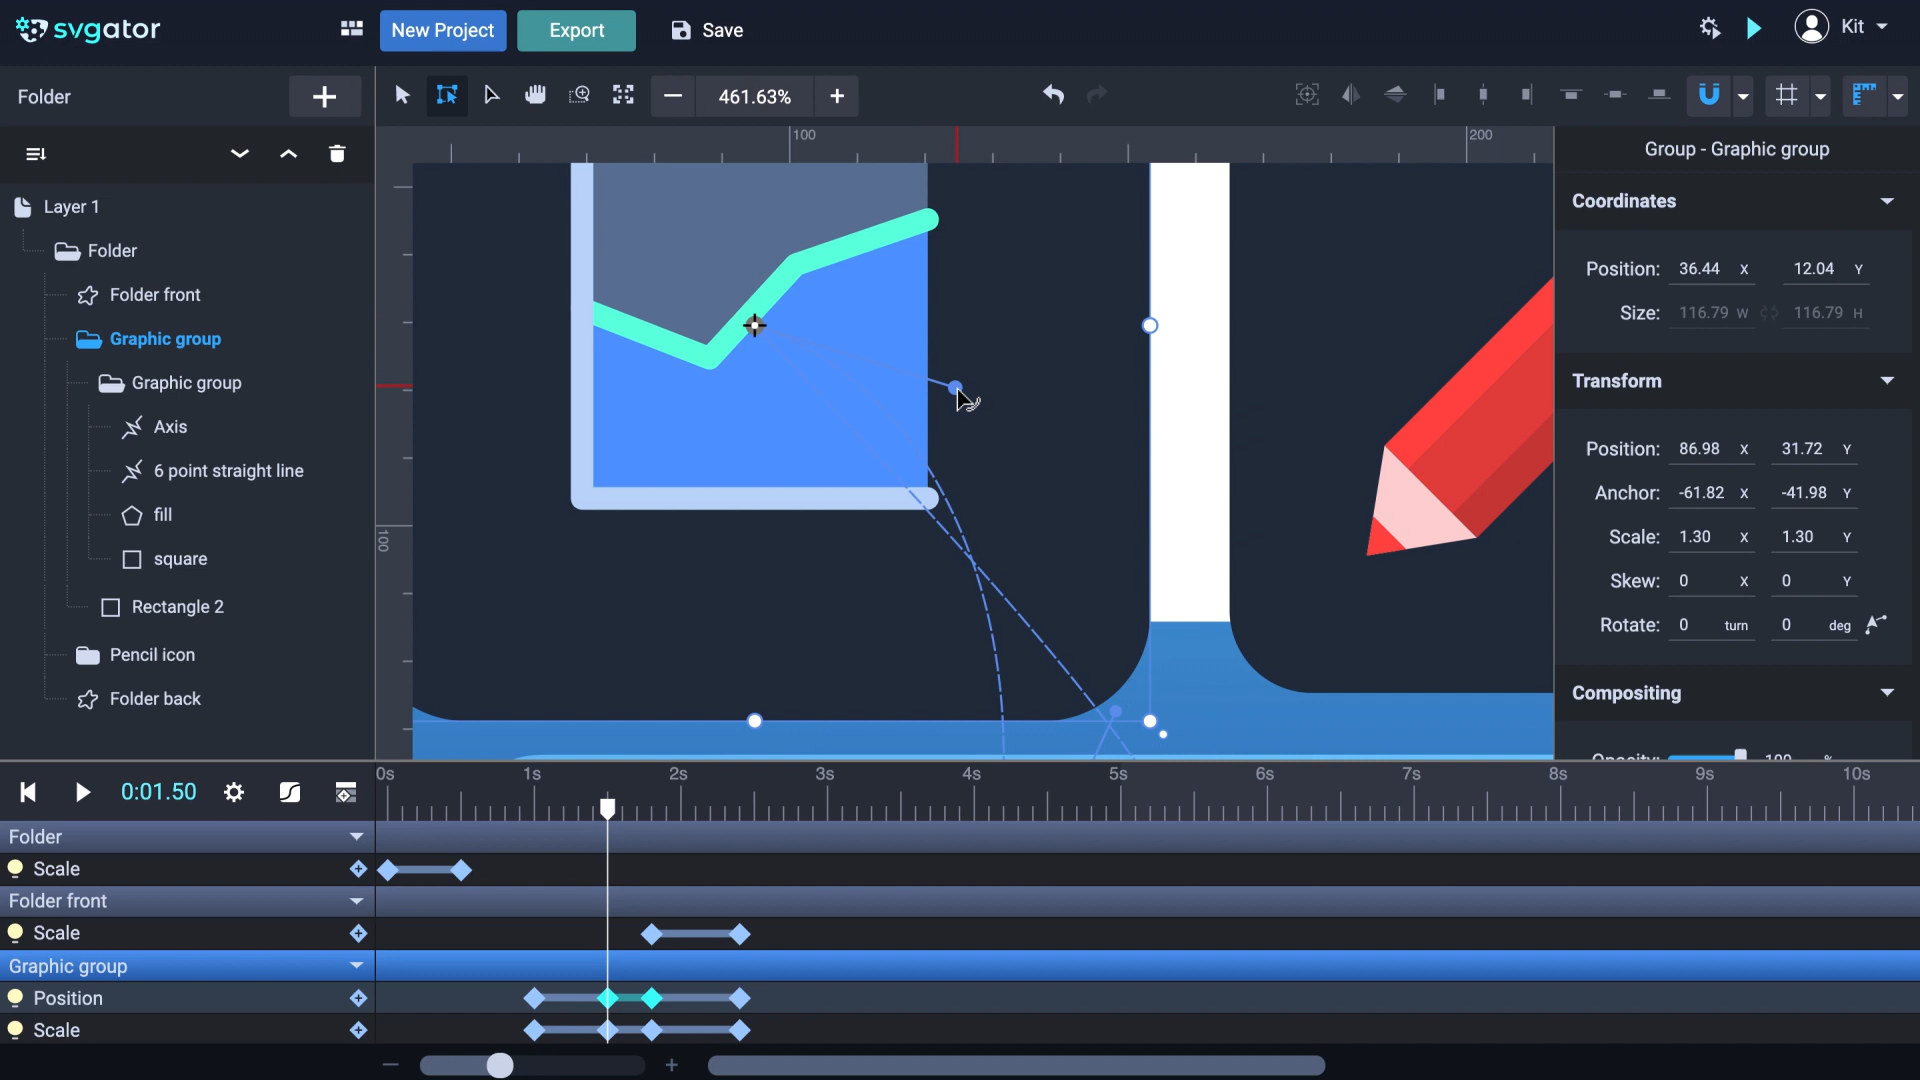 svgator
New Project
Export
Save
Kit
Folder
461.63%
100
200
100
Group - Graphic group
Layer 1
Folder
Folder front
Graphic group
Graphic group
Axis
6 point straight line
fill
square
Rectangle 2
Pencil icon
Folder back
Coordinates
Position: 36.44 X 12.04 Y
Size: 116.79 W 116.79 H
Transform
Position: 86.98 X 31.72 Y
Anchor: -61.82 X -41.98 Y
Scale: 1.30 X 1.30 Y
Skew: 0 X 0 Y
Rotate: 0 turn 0 deg
Compositing
Opacity: 100 %
0:01.50
0s 1s 2s 3s 4s 5s 6s 7s 8s 9s 10s
Folder
Scale
Folder front
Scale
Graphic group
Position
Scale